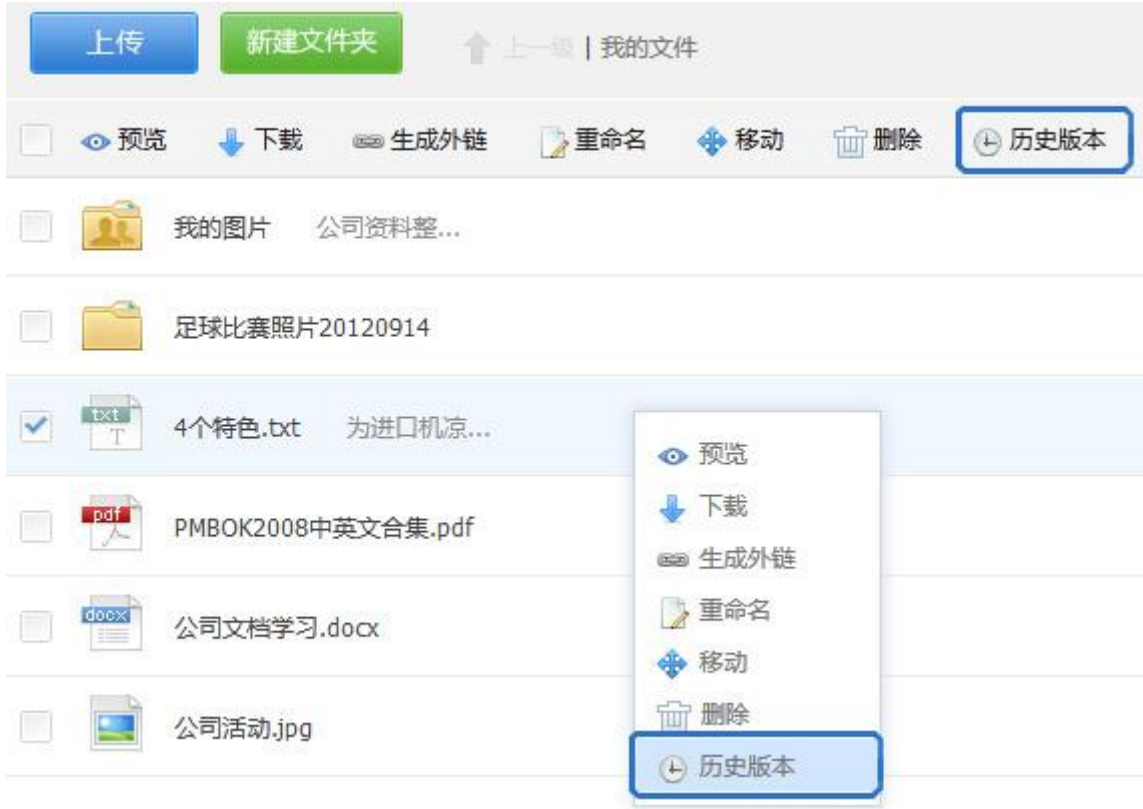 上传 新建文件夹 上一级 | 我的文件
预览 下载 生成外链 重命名 移动 删除 历史版本
我的图片 公司资料整...
足球比赛照片20120914
txt T 4个特色.txt 为进口机凉...
预览
下载
生成外链
重命名
移动
删除
历史版本
pdf PMBOK2008中英文合集.pdf
docx 公司文档学习.docx
公司活动.jpg